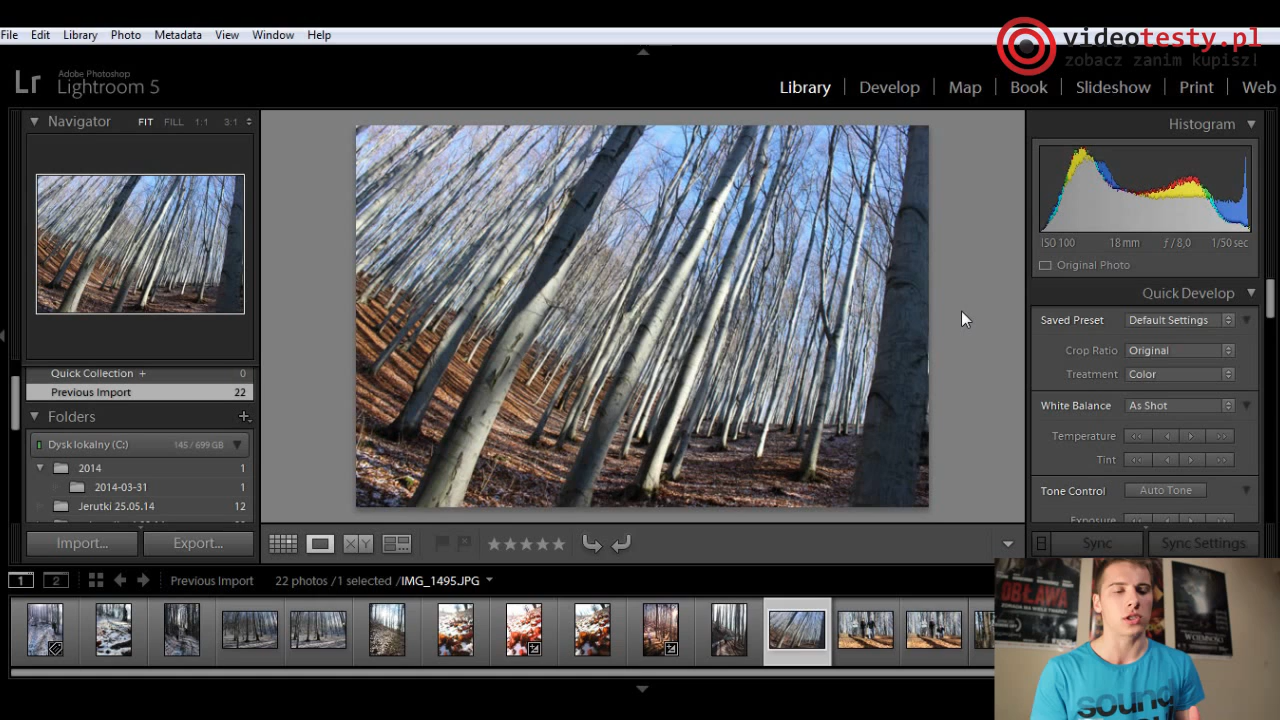 File Edit Library Photo Metadata View Window Help
videotesty.pl
zobacz zanim kupisz!
Lr
Adobe Photoshop
Lightroom 5
Library Develop Map Book Slideshow Print Web
Navigator FIT FILL 1:1 3:1
Quick Collection + 0
Previous Import 22
Folders +
Dysk lokalny (C:) 145 / 699 GB
2014 1
2014-03-31 1
Jerutki 25.05.14 12
Import... Export...
Histogram
ISO 100 18mm ƒ / 8,0 1/50 sec
Original Photo
Quick Develop
Saved Preset Default Settings
Crop Ratio Original
Treatment Color
White Balance As Shot
Temperature
Tint
Tone Control Auto Tone
Exposure
Sync Sync Settings
XY
1 2 Previous Import 22 photos / 1 selected / IMG_1495.JPG
OBŁAWA
sound